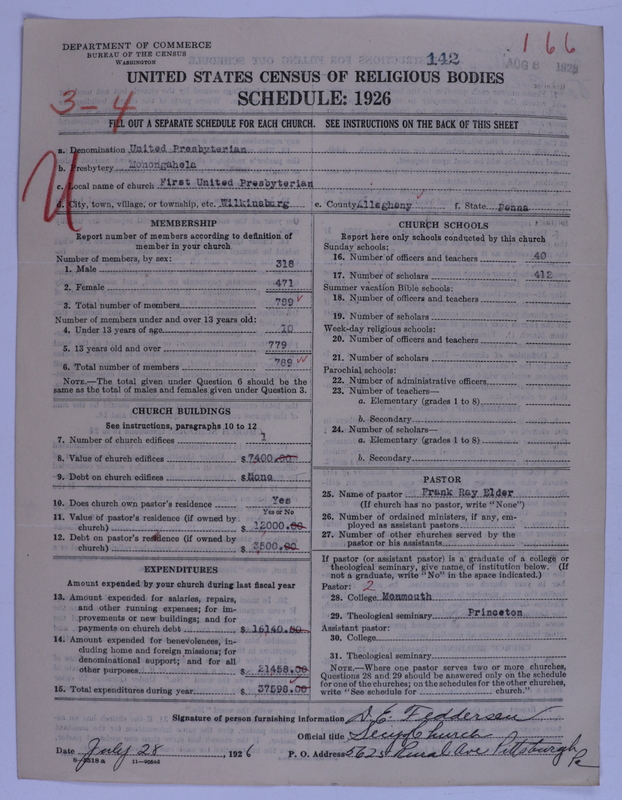 DEPARTMENT OF COMMERCE
BUREAU OF THE CENSUS
WASHINGTON
142
.166
AUG 8 1926
UNITED STATES CENSUS OF RELIGIOUS BODIES
SCHEDULE: 1926
3-4
FILL OUT A SEPARATE SCHEDULE FOR EACH CHURCH. SEE INSTRUCTIONS ON THE BACK OF THIS SHEET
a. Denomination United Presbyterian
b. Presbytery Monongahela
c. Local name of church First United Presbyterian
d. City, town, village, or township, etc. Wilkinsburg e. County Allegheny f. State Penna
MEMBERSHIP
Report number of members according to definition of
member in your church
Number of members, by sex:
1. Male 318
2. Female 471
3. Total number of members 789
Number of members under and over 13 years old:
4. Under 13 years of age 10
5. 13 years old and over 779
6. Total number of members 789
NOTE.—The total given under Question 6 should be the
same as the total of males and females given under Question 3.
CHURCH BUILDINGS
See instructions, paragraphs 10 to 12
7. Number of church edifices 1
8. Value of church edifices $7400.00
9. Debt on church edifices $None
10. Does church own pastor's residence Yes
Yes or No
11. Value of pastor's residence (if owned by
church) $ 12000.00
12. Debt on pastor's residence (if owned by
church) $ 3500.00
EXPENDITURES
Amount expended by your church during last fiscal year
13. Amount expended for salaries, repairs,
and other running expenses; for im-
provements or new buildings; and for
payments on church debt $ 16140.00
14. Amount expended for benevolences, in-
cluding home and foreign missions; for
denominational support; and for all
other purposes $ 21458.00
15. Total expenditures during year $ 37598.00
CHURCH SCHOOLS
Report here only schools conducted by this church
Sunday schools:
16. Number of officers and teachers 40
17. Number of scholars 412
Summer vacation Bible schools:
18. Number of officers and teachers
19. Number of scholars
Week-day religious schools:
20. Number of officers and teachers
21. Number of scholars
Parochial schools:
22. Number of administrative officers
23. Number of teachers—
a. Elementary (grades 1 to 8)
b. Secondary
24. Number of scholars—
a. Elementary (grades 1 to 8)
b. Secondary
PASTOR
25. Name of pastor Frank Ray Elder
(If church has no pastor, write "None")
26. Number of ordained ministers, if any, em-
ployed as assistant pastors
27. Number of other churches served by the
pastor or his assistants
If pastor (or assistant pastor) is a graduate of a college or
theological seminary, give name of institution below. (If
not a graduate, write "No" in the space indicated.)
Pastor: 2
28. College Monmouth
29. Theological seminary Princeton
Assistant pastor:
30. College
31. Theological seminary
NOTE.—Where one pastor serves two or more churches,
Questions 28 and 29 should be answered only on the schedule
for one of the churches; on the schedules for the other churches,
write "See schedule for church."
Signature of person furnishing information D. E. Feddersen
Official title Secy Church
Date July 28, 1926 P. O. Address 5625 Rural Ave Pittsburgh Pa
8-2318 a 11-9064